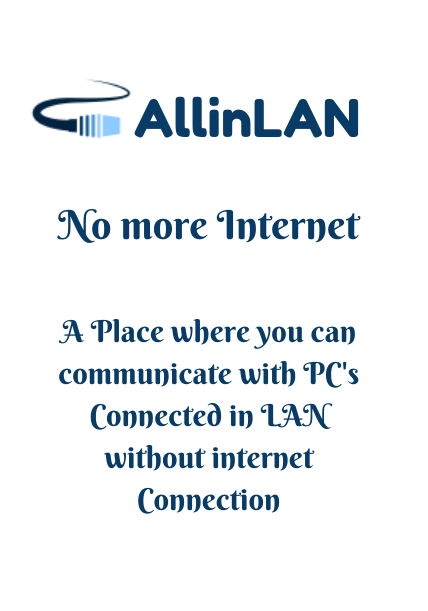 AllinLAN
No more Internet
A Place where you can
communicate with PC's
Connected in LAN
without internet
Connection